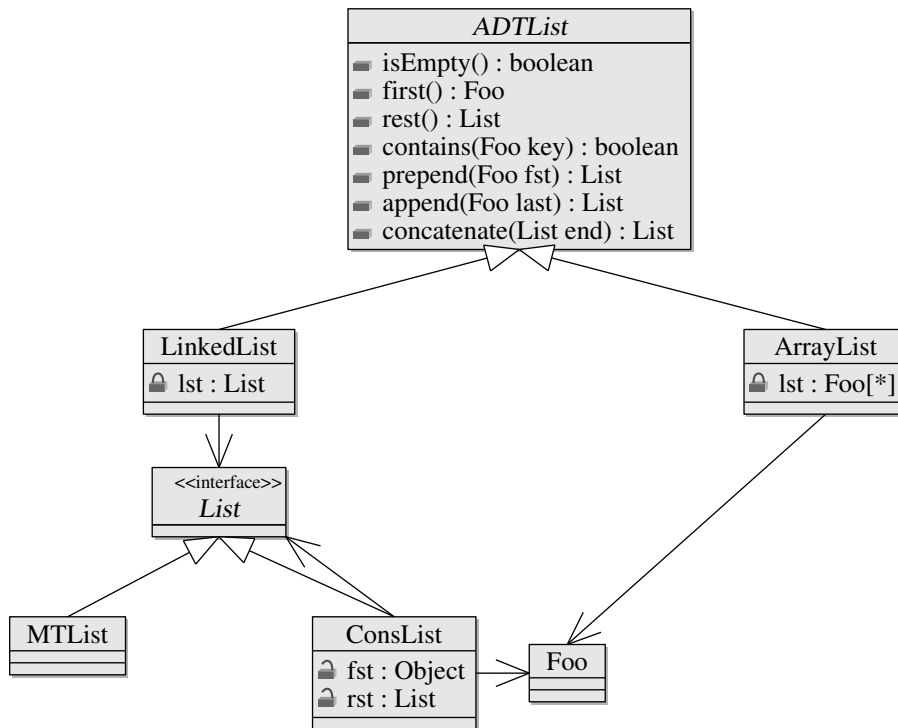 ADTList
isEmpty() : boolean
first() : Foo
rest() : List
contains(Foo key) : boolean
prepend(Foo fst) : List
append(Foo last) : List
concatenate(List end) : List
LinkedList
lst : List
ArrayList
lst : Foo[*]
<<interface>>
List
MTList
ConsList
fst : Object
rst : List
Foo